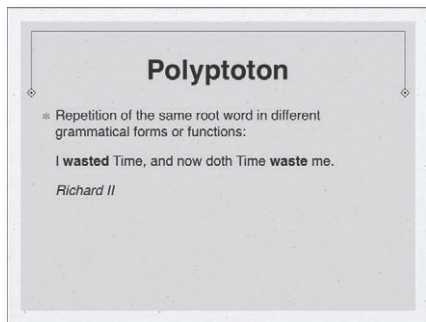 Polyptoton
Repetition of the same root word in different
grammatical forms or functions:
I wasted Time, and now doth Time waste me.
Richard II